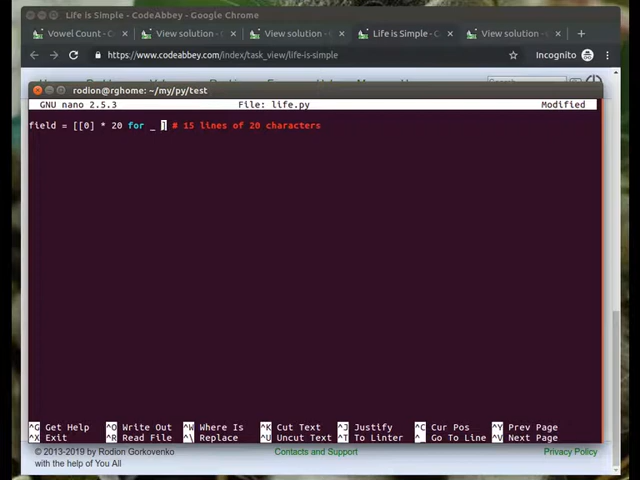 Life is Simple - CodeAbbey - Google Chrome
Vowel Count - C
View solution -
View solution -
Life is Simple - C
View solution -
https://www.codeabbey.com/index/task_view/life-is-simple
Incognito
rodion@rghome: ~/my/py/test
GNU nano 2.5.3 File: life.py Modified
field = [[0] * 20 for _ ] # 15 lines of 20 characters
^G Get Help ^O Write Out ^W Where Is ^K Cut Text ^J Justify ^C Cur Pos ^Y Prev Page
^X Exit ^R Read File ^\ Replace ^U Uncut Text ^T To Linter ^_ Go To Line ^V Next Page
© 2013-2019 by Rodion Gorkovenko Contacts and Support Privacy Policy
with the help of You All